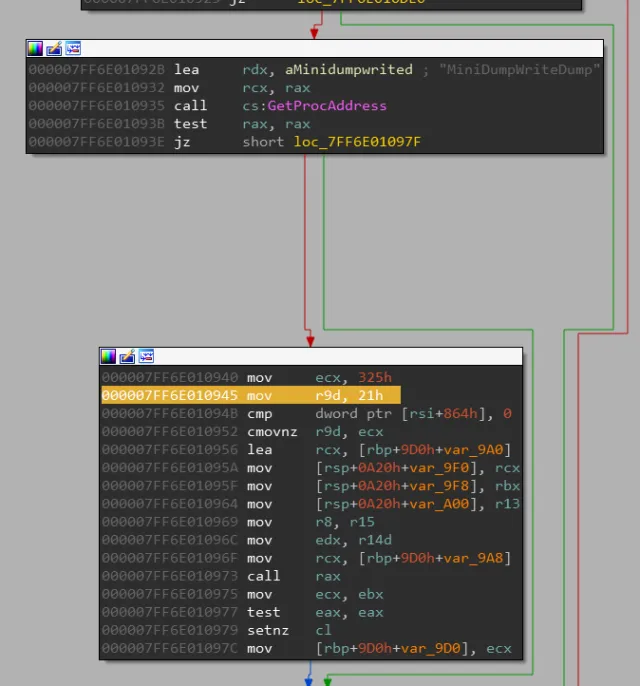 000007FF6E01092B lea rdx, aMinidumpwrited ; "MiniDumpWriteDump"
000007FF6E010932 mov rcx, rax
000007FF6E010935 call cs:GetProcAddress
000007FF6E01093B test rax, rax
000007FF6E01093E jz short loc_7FF6E01097F
000007FF6E010940 mov ecx, 325h
000007FF6E010945 mov r9d, 21h
000007FF6E01094B cmp dword ptr [rsi+864h], 0
000007FF6E010952 cmovnz r9d, ecx
000007FF6E010956 lea rcx, [rbp+9D0h+var_9A0]
000007FF6E01095A mov [rsp+0A20h+var_9F0], rcx
000007FF6E01095F mov [rsp+0A20h+var_9F8], rbx
000007FF6E010964 mov [rsp+0A20h+var_A00], r13
000007FF6E010969 mov r8, r15
000007FF6E01096C mov edx, r14d
000007FF6E01096F mov rcx, [rbp+9D0h+var_9A8]
000007FF6E010973 call rax
000007FF6E010975 mov ecx, ebx
000007FF6E010977 test eax, eax
000007FF6E010979 setnz cl
000007FF6E01097C mov [rbp+9D0h+var_9D0], ecx